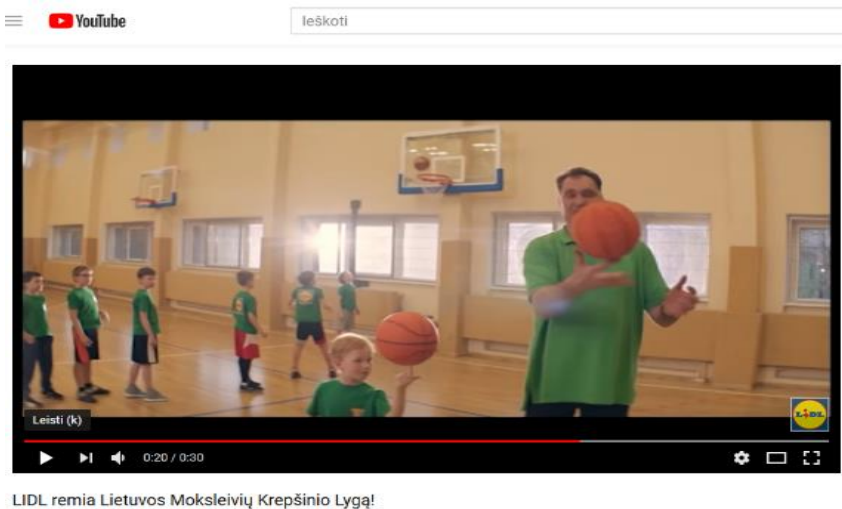 YouTube
Ieškoti
LIDL
Leisti (k)
0:20 / 0:30
LIDL remia Lietuvos Moksleivių Krepšinio Lygą!